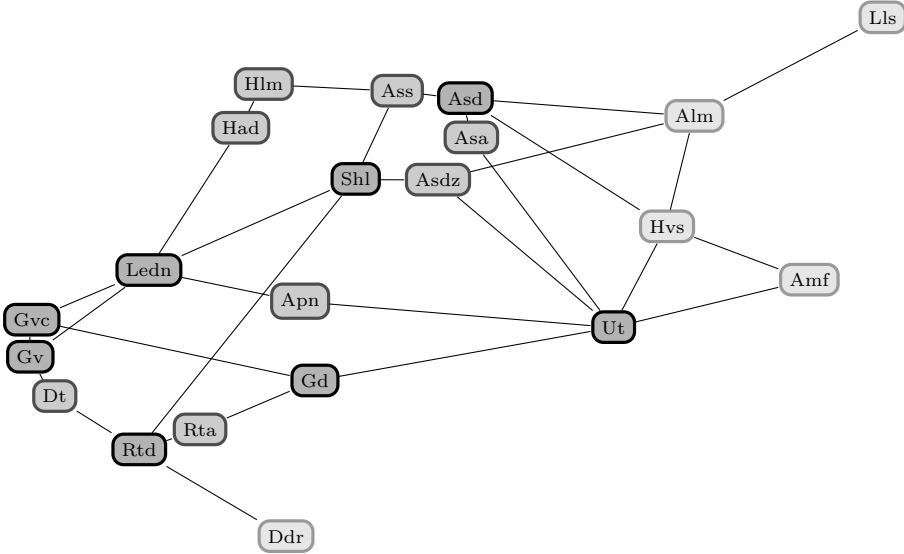 Lls
Hlm
Ass
Asd
Alm
Had
Asa
Shl
Asdz
Hvs
Ledn
Amf
Apn
Gvc
Ut
Gv
Gd
Dt
Rta
Rtd
Ddr